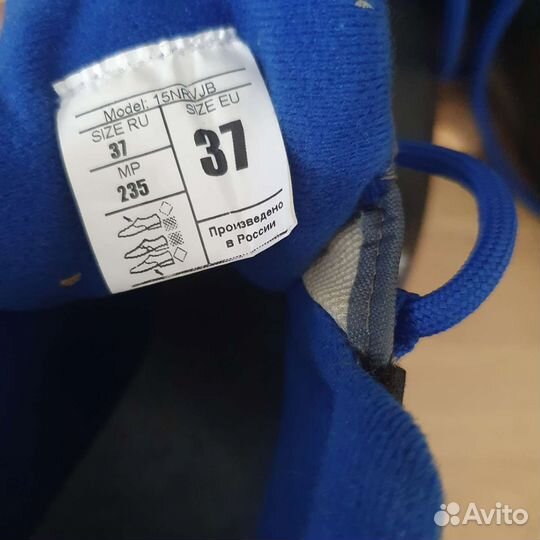 Model: 15NRVJB
SIZE RU
37
MP
235
SIZE EU
37
Произведено
в России
Avito